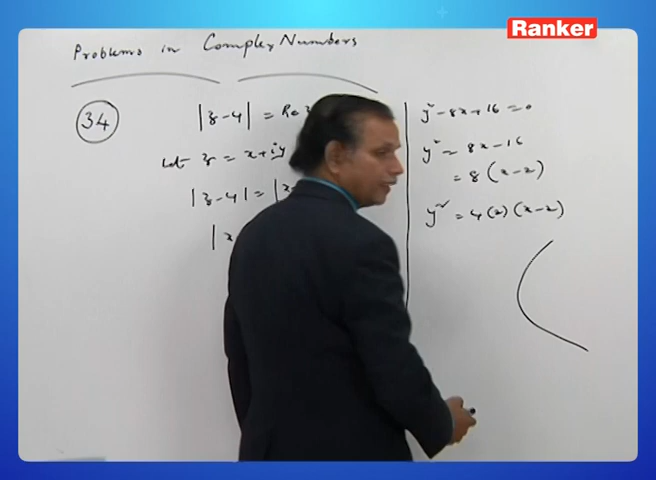 Ranker
Problems in Complex Numbers
34
|z-4| = Re z
Let z = x+iy
|z-4| = |x
|x
y² - 8x + 16 = 0
y² = 8x - 16
= 8(x-2)
y² = 4(2)(x-2)